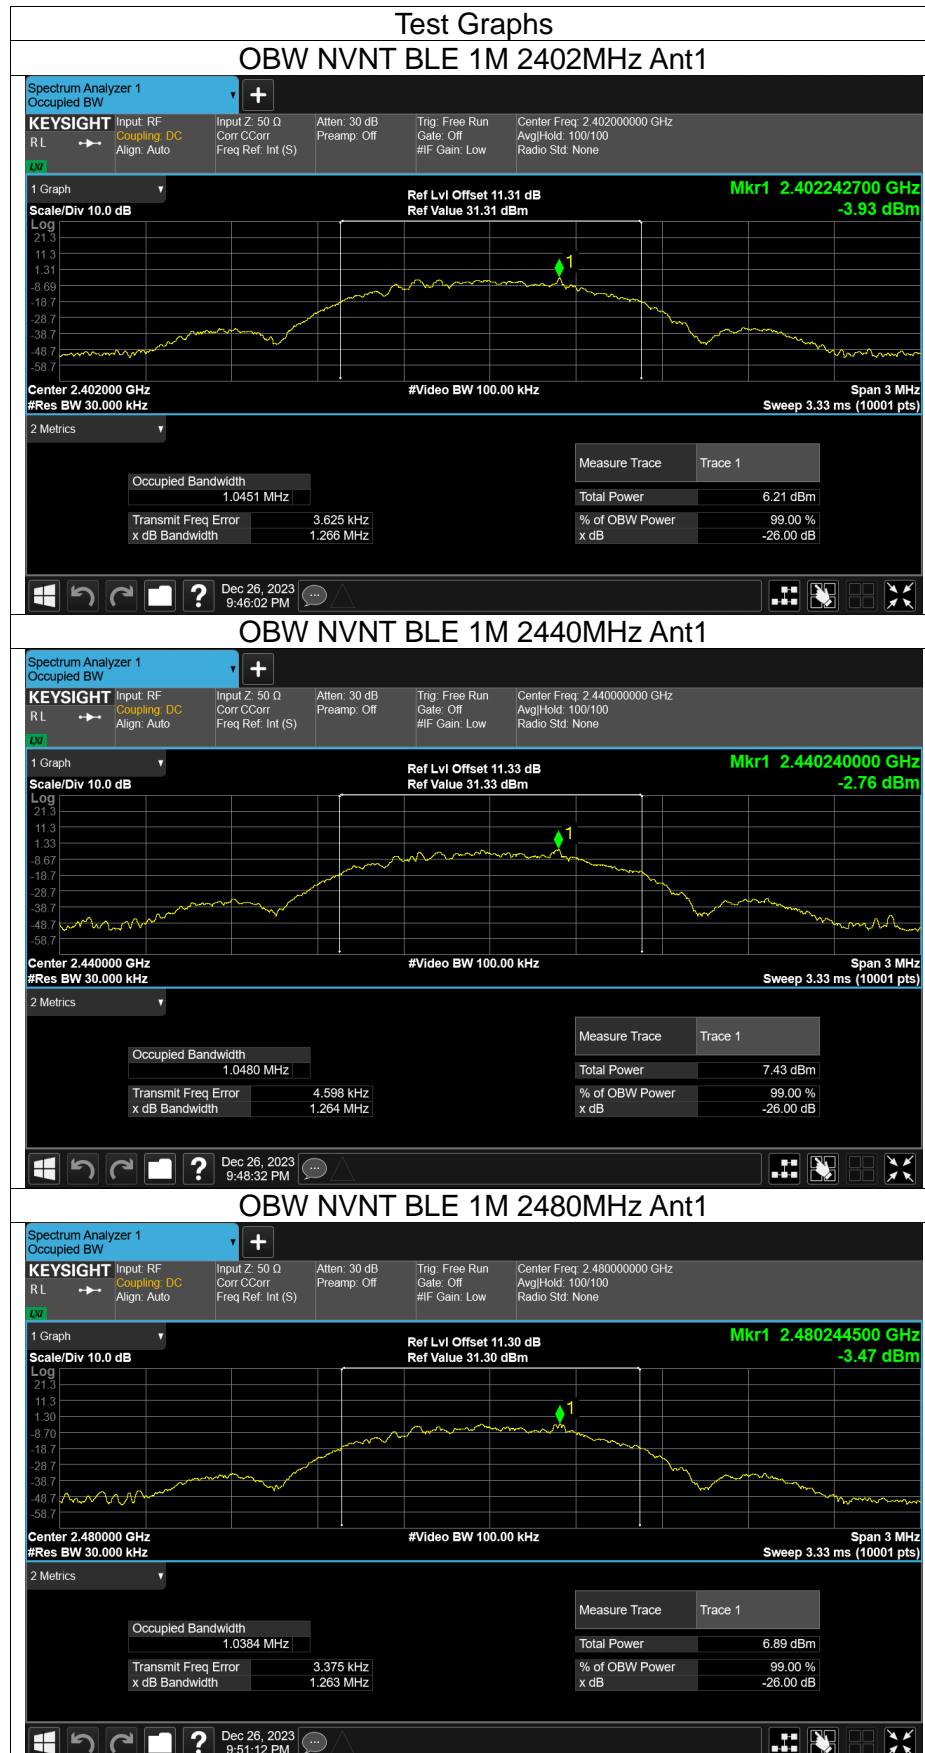 Test Graphs
OBW NVNT BLE 1M 2402MHz Ant1
Spectrum Analyzer 1
Occupied BW
KEYSIGHT Input: RF Input Z: 50 Ω Atten: 30 dB Trig: Free Run Center Freq: 2.402000000 GHz
RL Coupling: DC Corr CCorr Preamp: Off Gate: Off Avg|Hold: 100/100
Align: Auto Freq Ref: Int (S) #IF Gain: Low Radio Std: None
LXI
1 Graph Ref Lvl Offset 11.31 dB Mkr1 2.402242700 GHz
Scale/Div 10.0 dB Ref Value 31.31 dBm -3.93 dBm
Log
21.3
11.3
1
1.31
-8.69
-18.7
-28.7
-38.7
-48.7
-58.7
Center 2.402000 GHz #Video BW 100.00 kHz Span 3 MHz
#Res BW 30.000 kHz Sweep 3.33 ms (10001 pts)
2 Metrics
Measure Trace Trace 1
Occupied Bandwidth
1.0451 MHz Total Power 6.21 dBm
Transmit Freq Error 3.625 kHz % of OBW Power 99.00 %
x dB Bandwidth 1.266 MHz x dB -26.00 dB
Dec 26, 2023
9:46:02 PM
OBW NVNT BLE 1M 2440MHz Ant1
Spectrum Analyzer 1
Occupied BW
KEYSIGHT Input: RF Input Z: 50 Ω Atten: 30 dB Trig: Free Run Center Freq: 2.440000000 GHz
RL Coupling: DC Corr CCorr Preamp: Off Gate: Off Avg|Hold: 100/100
Align: Auto Freq Ref: Int (S) #IF Gain: Low Radio Std: None
LXI
1 Graph Ref Lvl Offset 11.33 dB Mkr1 2.440240000 GHz
Scale/Div 10.0 dB Ref Value 31.33 dBm -2.76 dBm
Log
21.3
11.3
1
1.33
-8.67
-18.7
-28.7
-38.7
-48.7
-58.7
Center 2.440000 GHz #Video BW 100.00 kHz Span 3 MHz
#Res BW 30.000 kHz Sweep 3.33 ms (10001 pts)
2 Metrics
Measure Trace Trace 1
Occupied Bandwidth
1.0480 MHz Total Power 7.43 dBm
Transmit Freq Error 4.598 kHz % of OBW Power 99.00 %
x dB Bandwidth 1.264 MHz x dB -26.00 dB
Dec 26, 2023
9:48:32 PM
OBW NVNT BLE 1M 2480MHz Ant1
Spectrum Analyzer 1
Occupied BW
KEYSIGHT Input: RF Input Z: 50 Ω Atten: 30 dB Trig: Free Run Center Freq: 2.480000000 GHz
RL Coupling: DC Corr CCorr Preamp: Off Gate: Off Avg|Hold: 100/100
Align: Auto Freq Ref: Int (S) #IF Gain: Low Radio Std: None
LXI
1 Graph Ref Lvl Offset 11.30 dB Mkr1 2.480244500 GHz
Scale/Div 10.0 dB Ref Value 31.30 dBm -3.47 dBm
Log
21.3
11.3
1
1.30
-8.70
-18.7
-28.7
-38.7
-48.7
-58.7
Center 2.480000 GHz #Video BW 100.00 kHz Span 3 MHz
#Res BW 30.000 kHz Sweep 3.33 ms (10001 pts)
2 Metrics
Measure Trace Trace 1
Occupied Bandwidth
1.0384 MHz Total Power 6.89 dBm
Transmit Freq Error 3.375 kHz % of OBW Power 99.00 %
x dB Bandwidth 1.263 MHz x dB -26.00 dB
Dec 26, 2023
9:51:12 PM